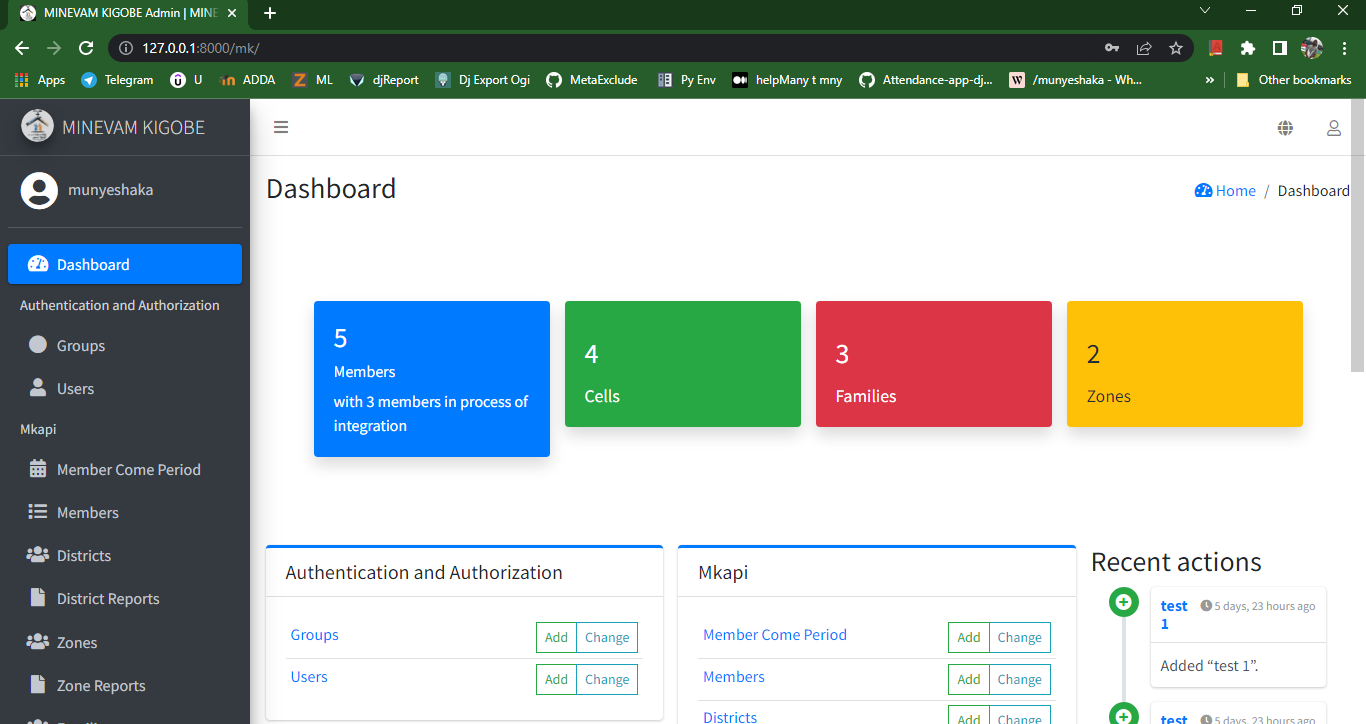 MINEVAM KIGOBE Admin | MINE
127.0.0.1:8000/mk/
Apps
Telegram
U
ADDA
ML
djReport
Dj Export Ogi
MetaExclude
Py Env
helpMany t mny
Attendance-app-dj...
/munyeshaka - Wh...
»
Other bookmarks
MINEVAM KIGOBE
munyeshaka
Dashboard
Authentication and Authorization
Groups
Users
Mkapi
Member Come Period
Members
Districts
District Reports
Zones
Zone Reports
Dashboard
Home / Dashboard
5
Members
with 3 members in process of
integration
4
Cells
3
Families
2
Zones
Authentication and Authorization
Groups Add Change
Users Add Change
Mkapi
Member Come Period Add Change
Members Add Change
Districts Add Change
Recent actions
test 5 days, 23 hours ago
1
Added “test 1”.
test 5 days, 23 hours ago